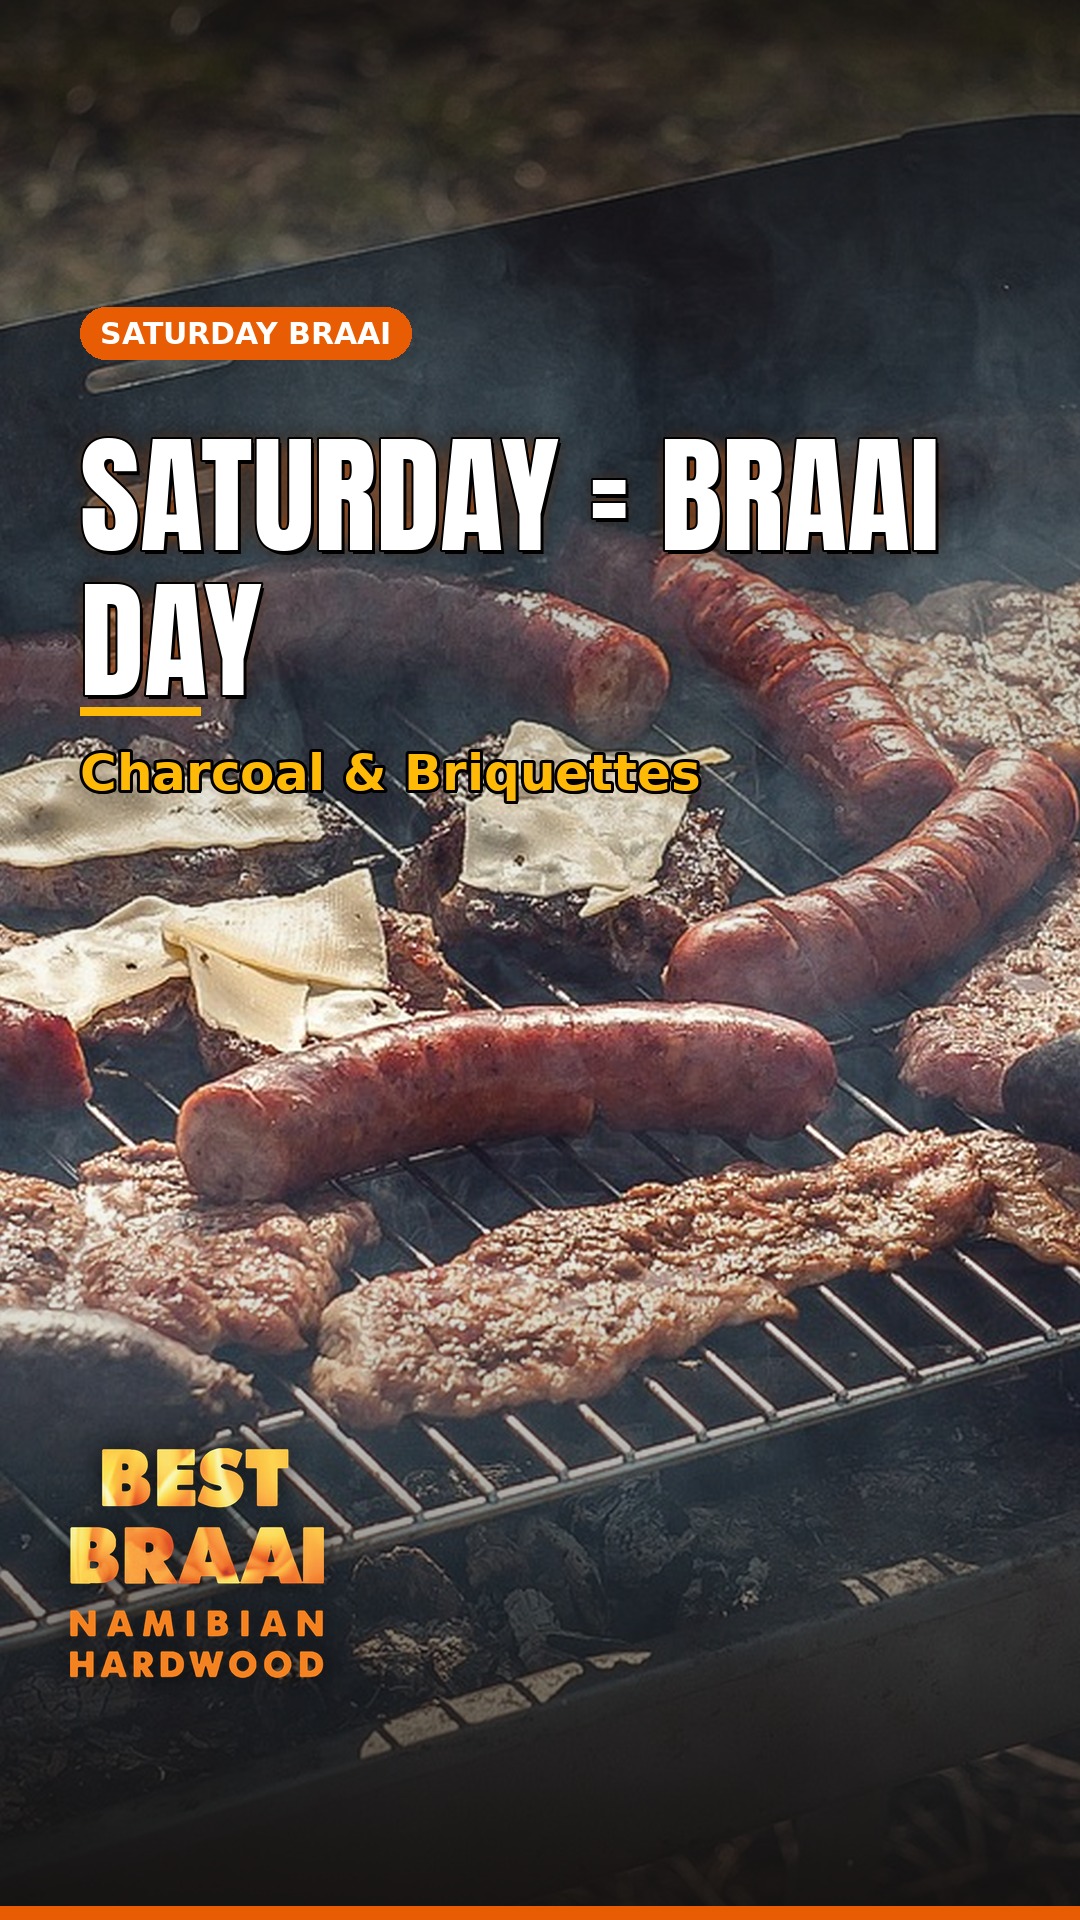 SATURDAY BRAAI
SATURDAY = BRAAI
DAY
Charcoal & Briquettes
BEST
BRAAI
NAMIBIAN
HARDWOOD